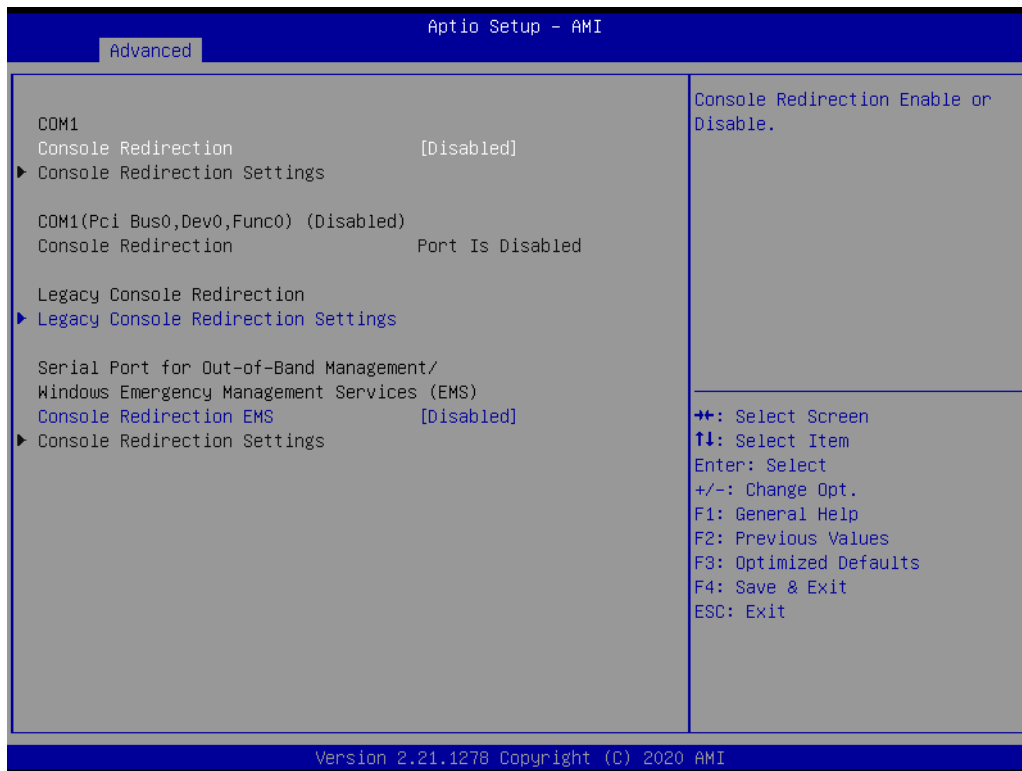 Aptio Setup – AMI
Advanced
COM1
Console Redirection [Disabled]
Console Redirection Settings
COM1(Pci Bus0,Dev0,Func0) (Disabled)
Console Redirection Port Is Disabled
Legacy Console Redirection
Legacy Console Redirection Settings
Serial Port for Out-of-Band Management/
Windows Emergency Management Services (EMS)
Console Redirection EMS [Disabled]
Console Redirection Settings
Console Redirection Enable or
Disable.
→←: Select Screen
↑↓: Select Item
Enter: Select
+/-: Change Opt.
F1: General Help
F2: Previous Values
F3: Optimized Defaults
F4: Save & Exit
ESC: Exit
Version 2.21.1278 Copyright (C) 2020 AMI